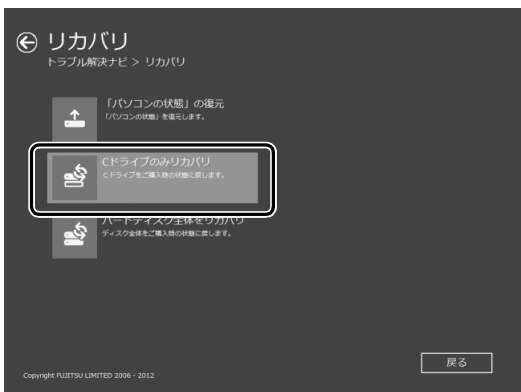 リカバリ
トラブル解決ナビ > リカバリ
「パソコンの状態」の復元
「パソコンの状態」を復元します。
Cドライブのみリカバリ
Cドライブをご購入時の状態に戻します。
ハードディスク全体をリカバリ
ディスク全体をご購入時の状態に戻します。
戻る
Copyright FUJITSU LIMITED 2006 - 2012